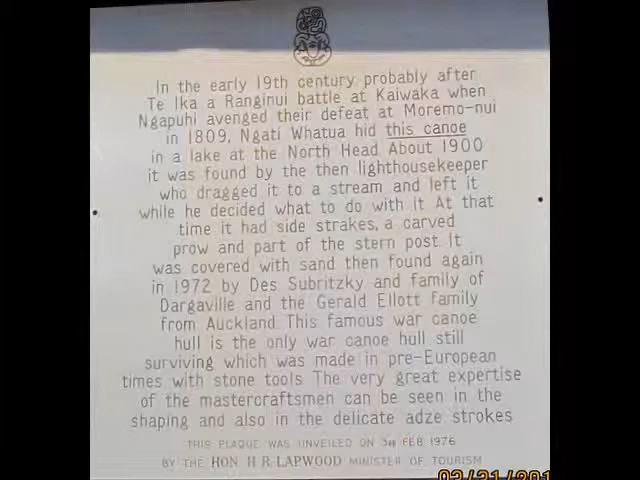 In the early 19th century probably after
Te Ika a Ranginui battle at Kaiwaka when
Ngapuhi avenged their defeat at Moremo-nui
in 1809, Ngati Whatua hid this canoe
in a lake at the North Head. About 1900
it was found by the then lighthousekeeper
who dragged it to a stream and left it
while he decided what to do with it. At that
time it had side strakes, a carved
prow and part of the stern post. It
was covered with sand then found again
in 1972 by Des Subritzky and family of
Dargaville and the Gerald Ellott family
from Auckland. This famous war canoe
hull is the only war canoe hull still
surviving which was made in pre-European
times with stone tools. The very great expertise
of the mastercraftsmen can be seen in the
shaping and also in the delicate adze strokes
THIS PLAQUE WAS UNVEILED ON FEB 1976
BY THE HON H R LAPWOOD MINISTER OF TOURISM